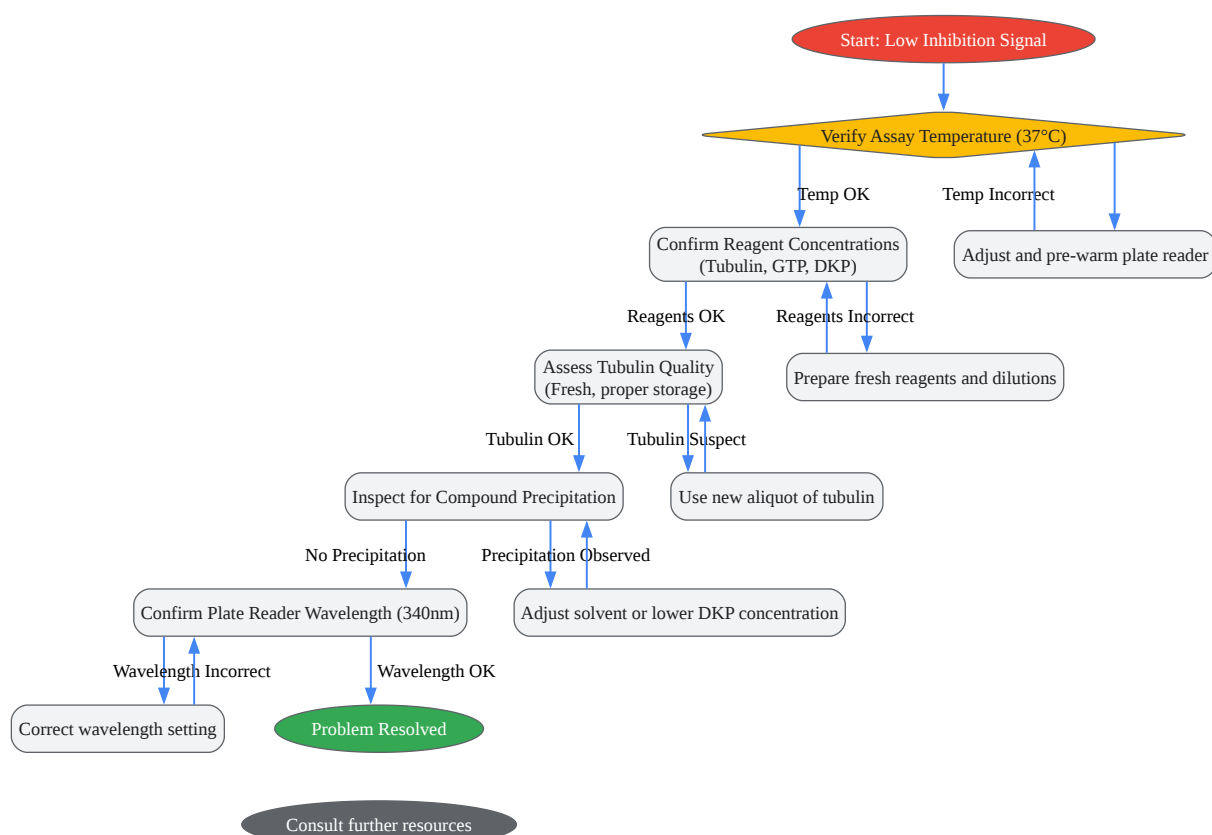 Start: Low Inhibition Signal
Verify Assay Temperature (37°C)
Temp OK
Temp Incorrect
Confirm Reagent Concentrations
(Tubulin, GTP, DKP)
Adjust and pre-warm plate reader
Reagents OK
Reagents Incorrect
Assess Tubulin Quality
(Fresh, proper storage)
Prepare fresh reagents and dilutions
Tubulin OK
Tubulin Suspect
Inspect for Compound Precipitation
Use new aliquot of tubulin
No Precipitation
Precipitation Observed
Confirm Plate Reader Wavelength (340nm)
Adjust solvent or lower DKP concentration
Wavelength Incorrect
Wavelength OK
Correct wavelength setting
Problem Resolved
Consult further resources